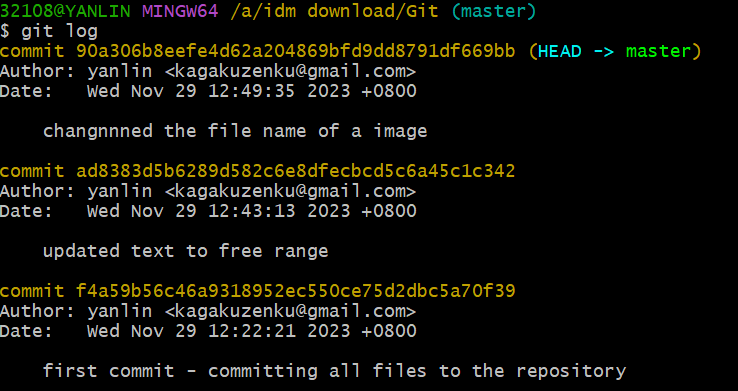 32108@YANLIN MINGW64 /a/idm download/Git (master)
$ git log
commit 90a306b8eefe4d62a204869bfd9dd8791df669bb (HEAD -> master)
Author: yanlin <kagakuzenku@gmail.com>
Date:   Wed Nov 29 12:49:35 2023 +0800
    changnnned the file name of a image
commit ad8383d5b6289d582c6e8dfecbcd5c6a45c1c342
Author: yanlin <kagakuzenku@gmail.com>
Date:   Wed Nov 29 12:43:13 2023 +0800
    updated text to free range
commit f4a59b56c46a9318952ec550ce75d2dbc5a70f39
Author: yanlin <kagakuzenku@gmail.com>
Date:   Wed Nov 29 12:22:21 2023 +0800
    first commit - committing all files to the repository